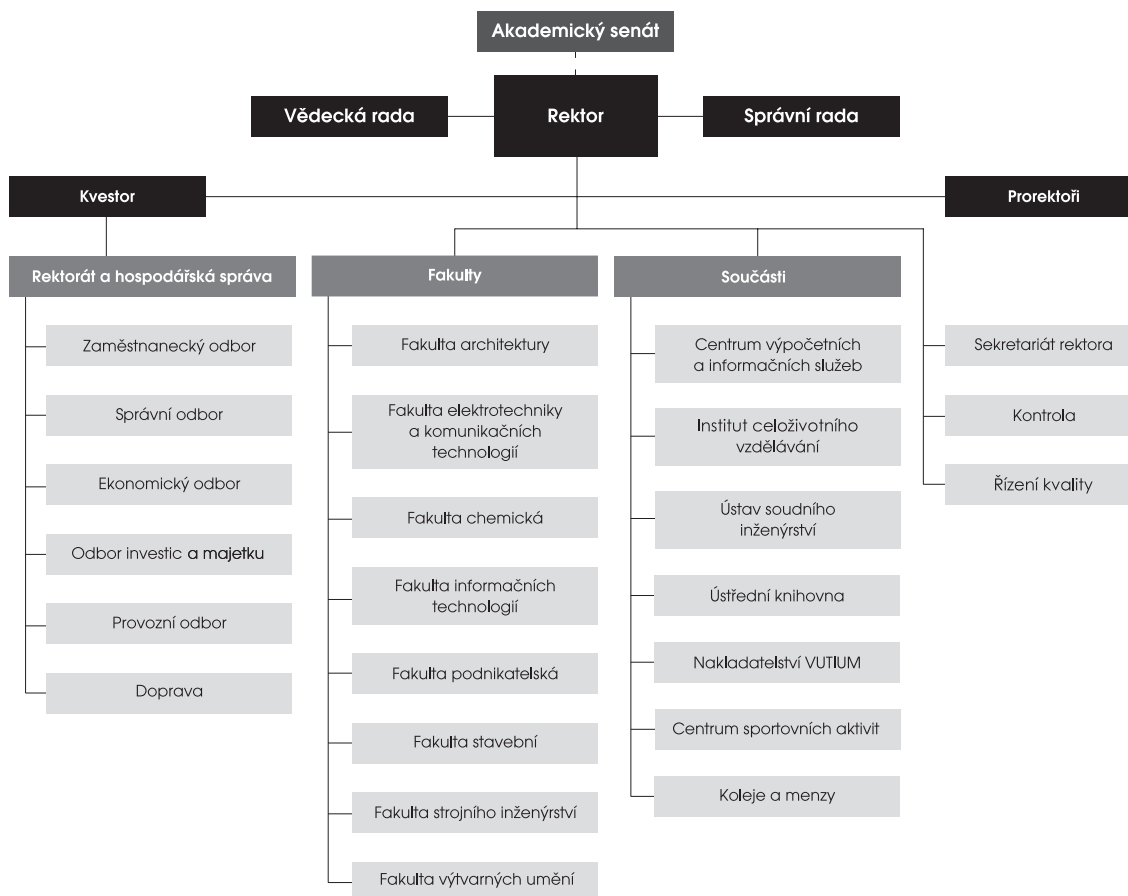 Akademický senát
Vědecká rada
Rektor
Správní rada
Kvestor
Prorektoři
Rektorát a hospodářská správa
Zaměstnanecký odbor
Správní odbor
Ekonomický odbor
Odbor investic a majetku
Provozní odbor
Doprava
Fakulty
Fakulta architektury
Fakulta elektrotechniky
a komunikačních
technologií
Fakulta chemická
Fakulta informačních
technologií
Fakulta podnikatelská
Fakulta stavební
Fakulta strojního inženýrství
Fakulta výtvarných umění
Součásti
Centrum výpočetních
a informačních služeb
Institut celoživotního
vzdělávání
Ústav soudního
inženýrství
Ústřední knihovna
Nakladatelství VUTIUM
Centrum sportovních aktivit
Koleje a menzy
Sekretariát rektora
Kontrola
Řízení kvality